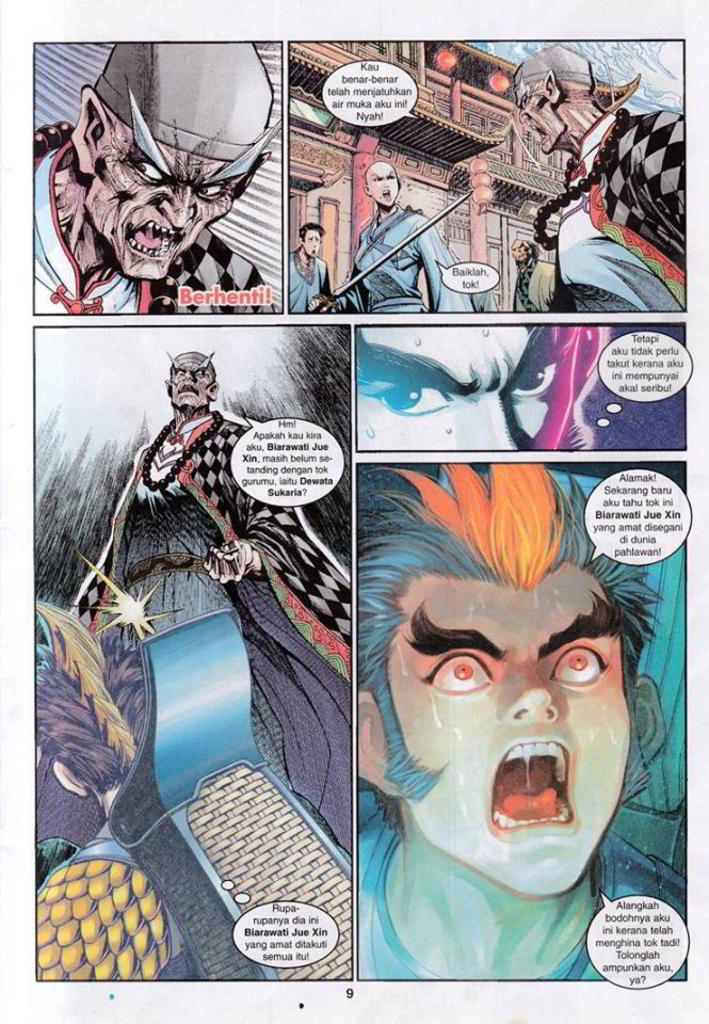 Berhenti!
Kau
benar-benar
telah menjatuhkan
air muka aku ini!
Nyah!
Baiklah,
tok!
Hm!
Apakah kau kira
aku, Biarawati Jue
Xin, masih belum se-
tanding dengan tok
gurumu, iaitu Dewata
Sukaria?
Rupa-
rupanya dia ini
Biarawati Jue Xin
yang amat ditakuti
semua itu!
Tetapi
aku tidak perlu
takut kerana aku
ini mempunyai
akal seribu!
Alamak!
Sekarang baru
aku tahu tok ini
Biarawati Jue Xin
yang amat disegani
di dunia
pahlawan!
Alangkah
bodohnya aku
ini kerana telah
menghina tok tadi!
Tolonglah
ampunkan aku,
ya?
9